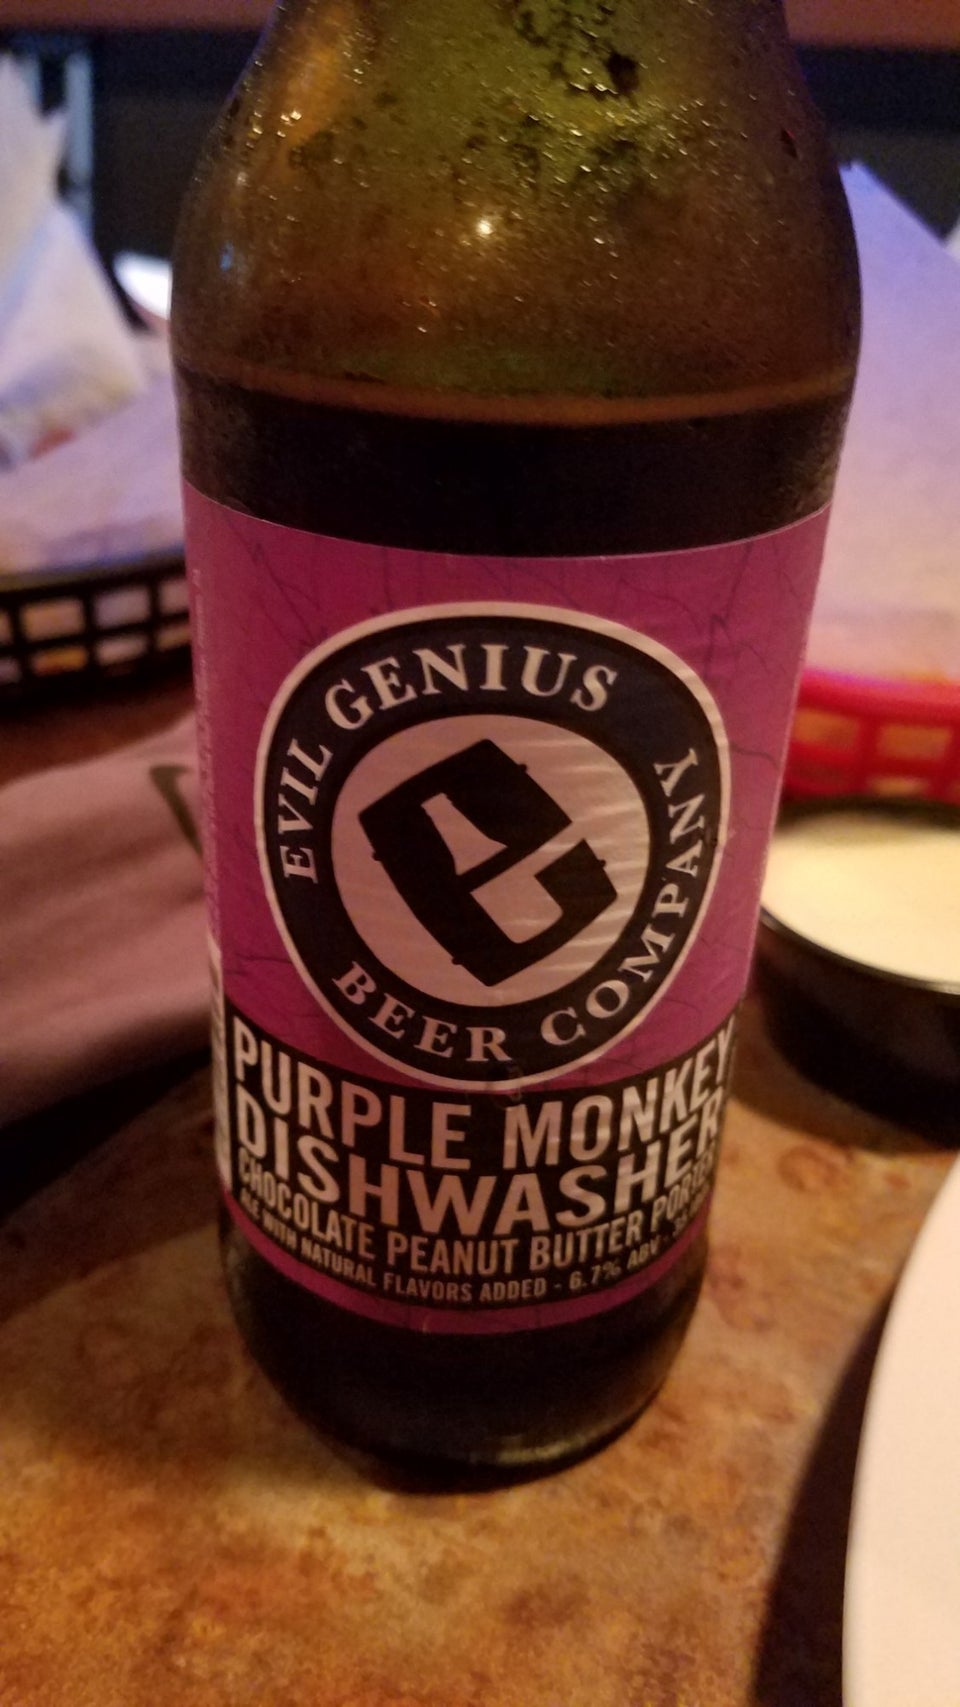 EVIL GENIUS
BEER COMPANY
e
PURPLE MONKEY
DISHWASHER
CHOCOLATE PEANUT BUTTER PORTER
ALE WITH NATURAL FLAVORS ADDED - 6.7% ABV -